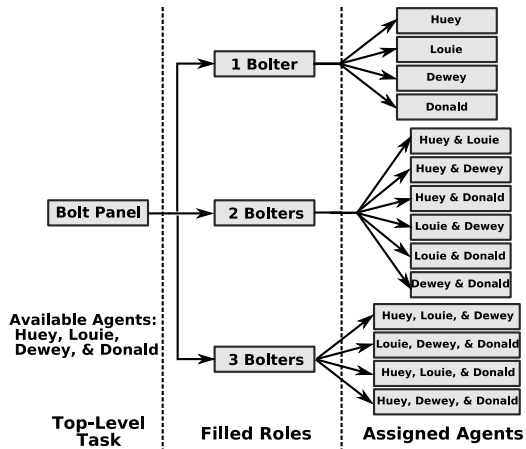 Huey
Louie
1 Bolter
Dewey
Donald
Huey & Louie
Huey & Dewey
Huey & Donald
Bolt Panel
2 Bolters
Louie & Dewey
Louie & Donald
Dewey & Donald
Available Agents:
Huey, Louie,
Dewey, & Donald
Huey, Louie, & Dewey
Louie, Dewey, & Donald
3 Bolters
Huey, Louie, & Donald
Huey, Dewey, & Donald
Top-Level
Task
Filled Roles
Assigned Agents